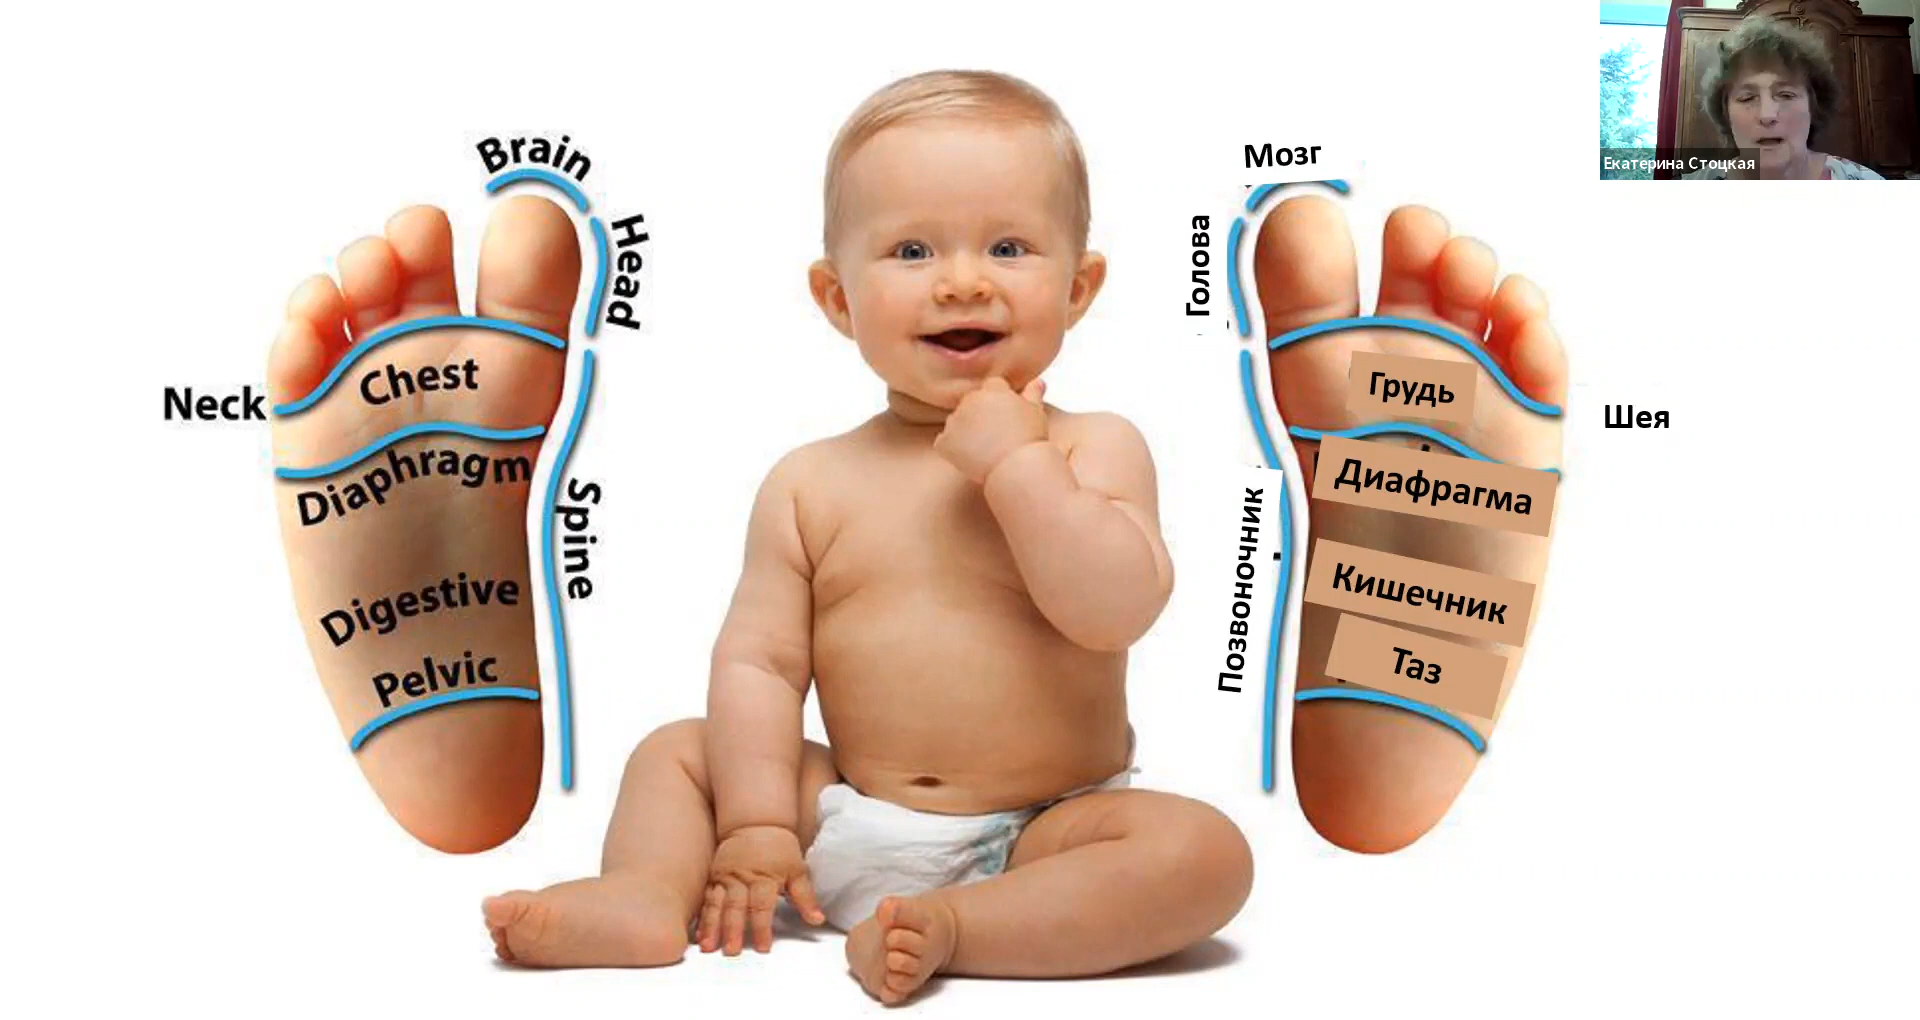 Brain
Head
Neck
Chest
Diaphragm
Spine
Digestive
Pelvic
Мозг
Голова
Грудь
Шея
Диафрагма
Позвоночник
Кишечник
Таз
Екатерина Стоцкая